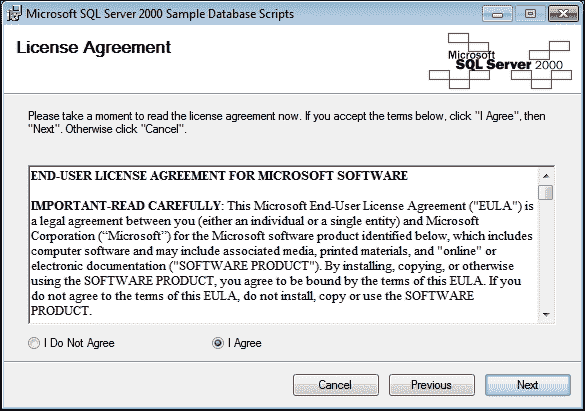 Microsoft SQL Server 2000 Sample Database Scripts
License Agreement
Microsoft
SQL Server 2000
Please take a moment to read the license agreement now. If you accept the terms below, click "I Agree", then
"Next". Otherwise click "Cancel".
END-USER LICENSE AGREEMENT FOR MICROSOFT SOFTWARE
IMPORTANT-READ CAREFULLY: This Microsoft End-User License Agreement ("EULA") is
a legal agreement between you (either an individual or a single entity) and Microsoft
Corporation (“Microsoft”) for the Microsoft software product identified below, which includes
computer software and may include associated media, printed materials, and "online" or
electronic documentation ("SOFTWARE PRODUCT"). By installing, copying, or otherwise
using the SOFTWARE PRODUCT, you agree to be bound by the terms of this EULA. If you
do not agree to the terms of this EULA, do not install, copy or use the SOFTWARE
PRODUCT.
I Do Not Agree
I Agree
Cancel
Previous
Next